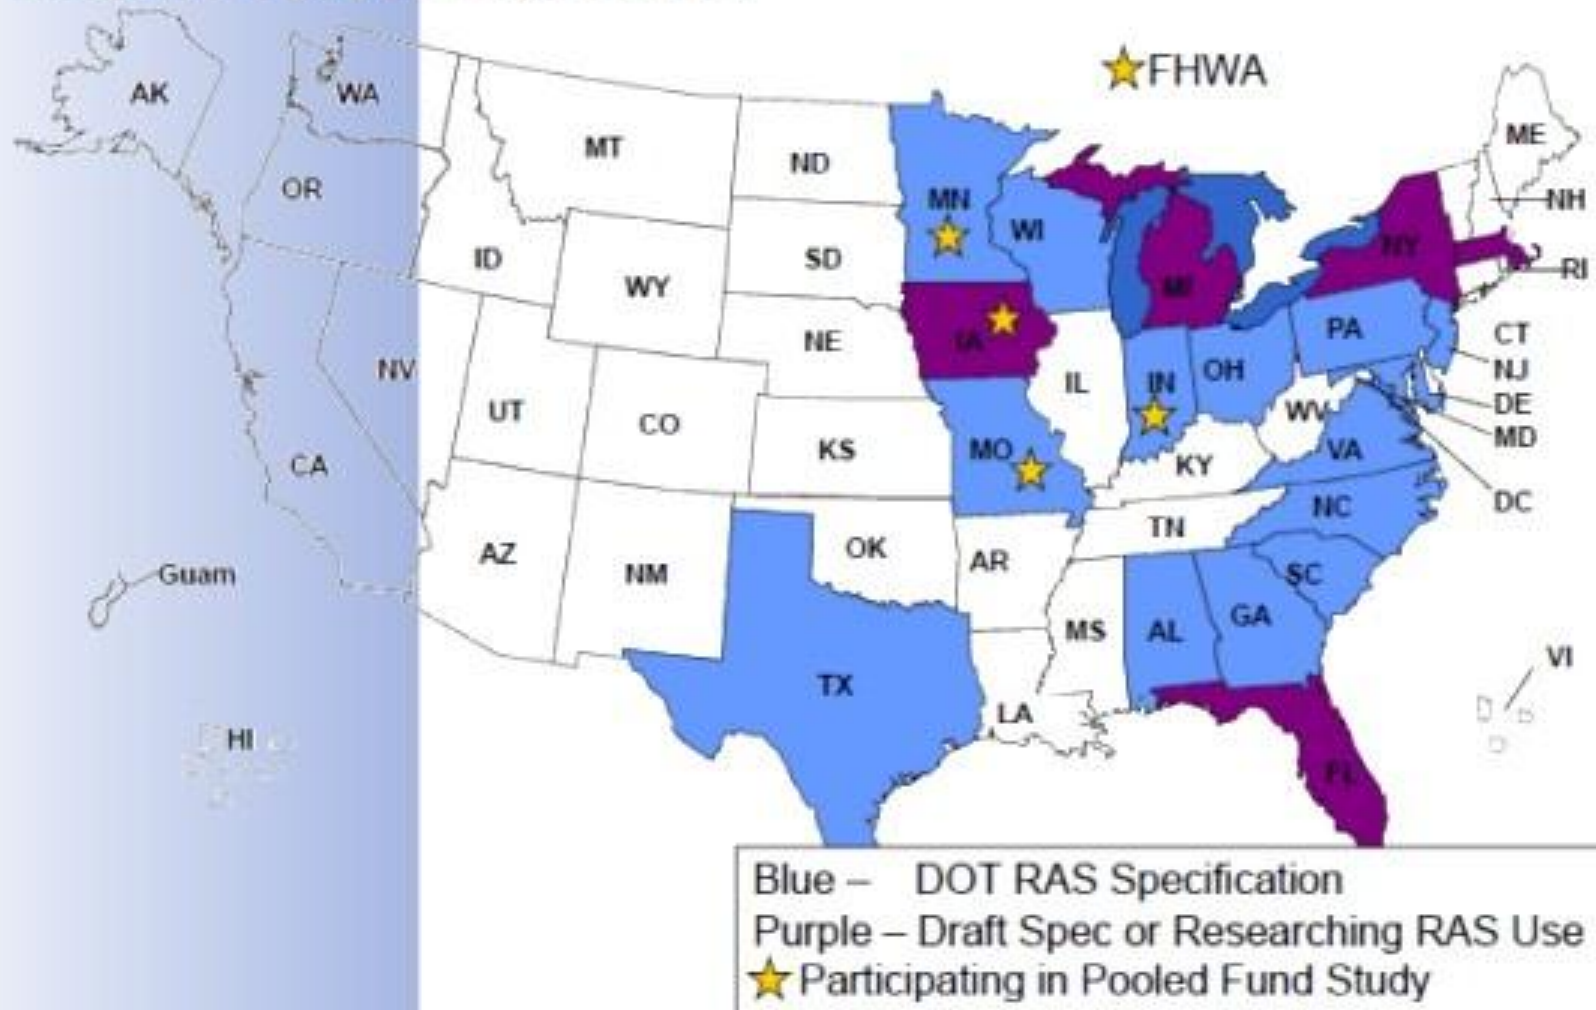 FHWA
AK
WA
MT
ND
MN
ME
OR
ID
SD
WI
NY
NH
WY
MI
RI
NE
IA
PA
CT
NV
UT
CO
IL
IN
OH
NJ
DE
KS
MO
WV
MD
CA
KY
VA
DC
AZ
NM
OK
AR
TN
NC
Guam
SC
MS
AL
GA
TX
LA
VI
HI
FL
Blue – DOT RAS Specification
Purple – Draft Spec or Researching RAS Use
Participating in Pooled Fund Study